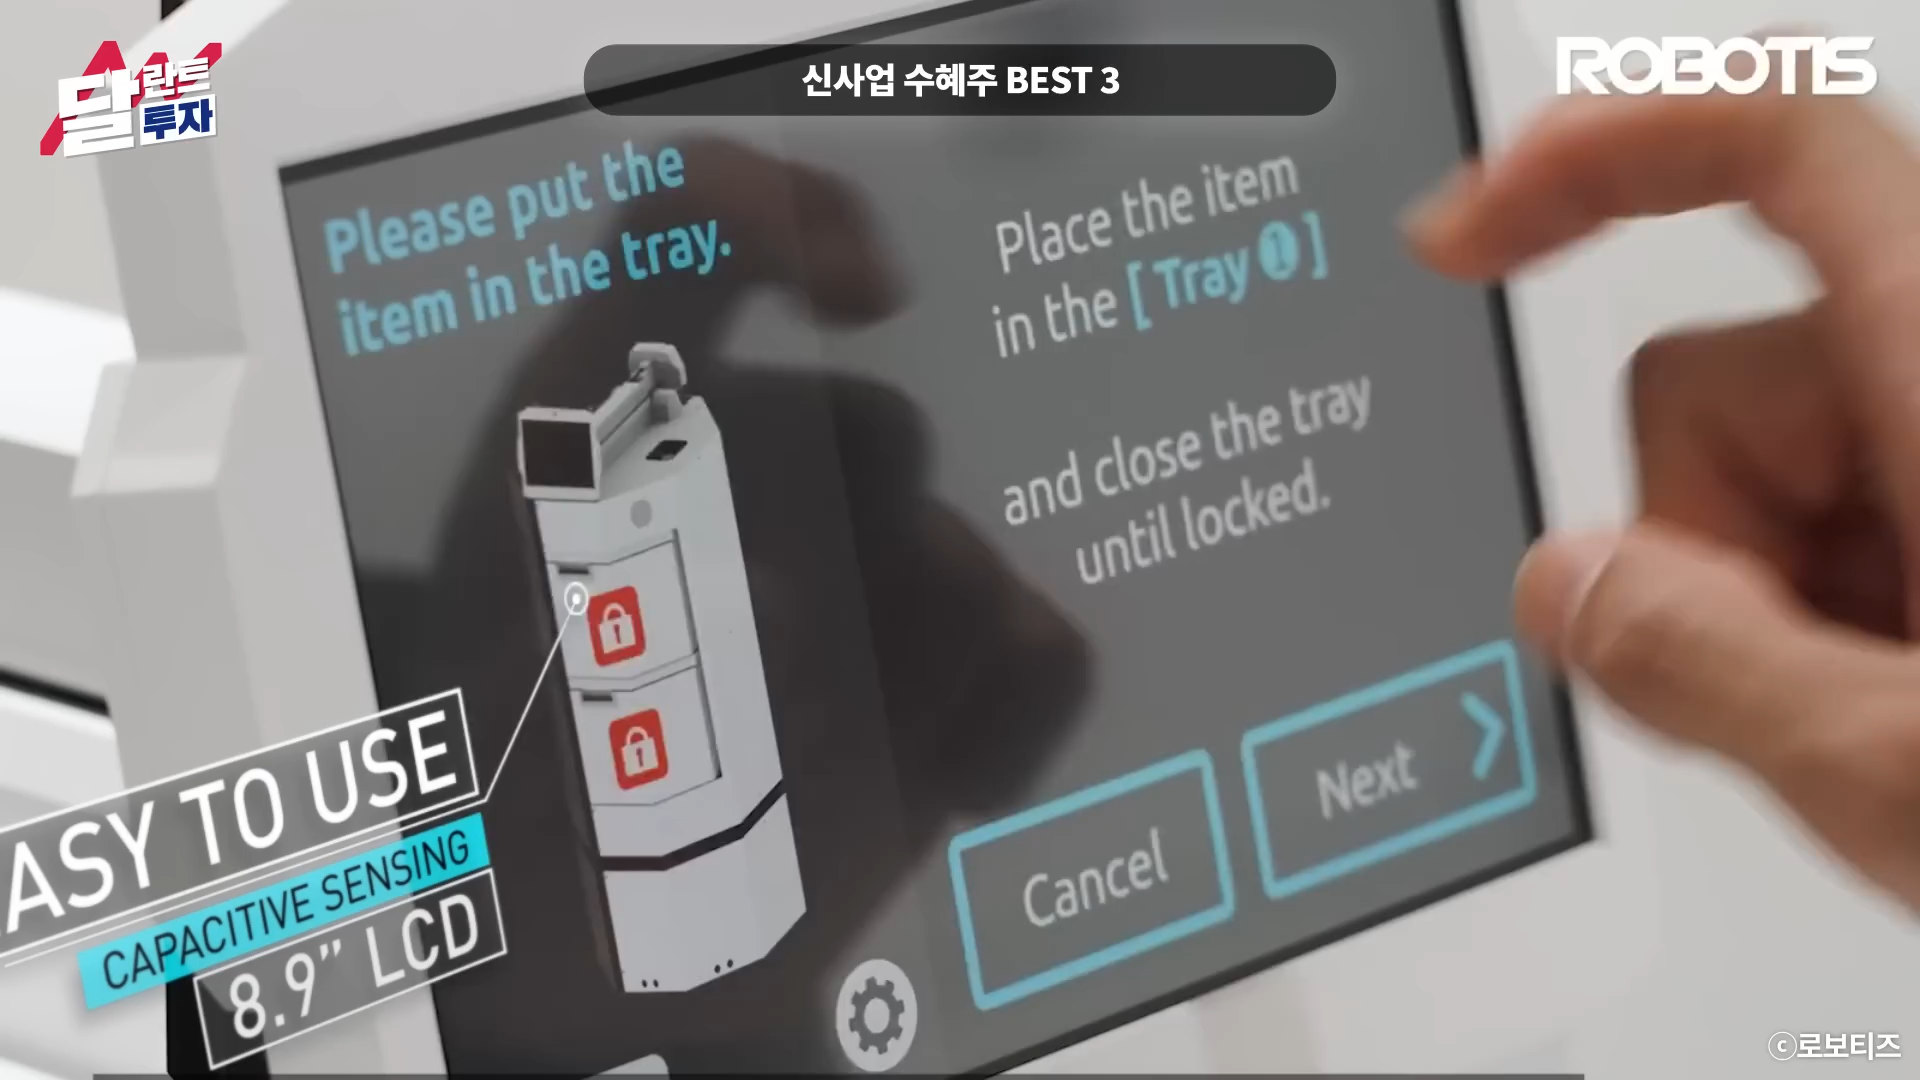 달란트
투자
신사업 수혜주 BEST 3
ROBOTIS
Please put the
item in the tray.
Place the item
in the [ Tray 1 ]
and close the tray
until locked.
Cancel
Next
ASY TO USE
CAPACITIVE SENSING
8.9" LCD
ⓒ로보티즈